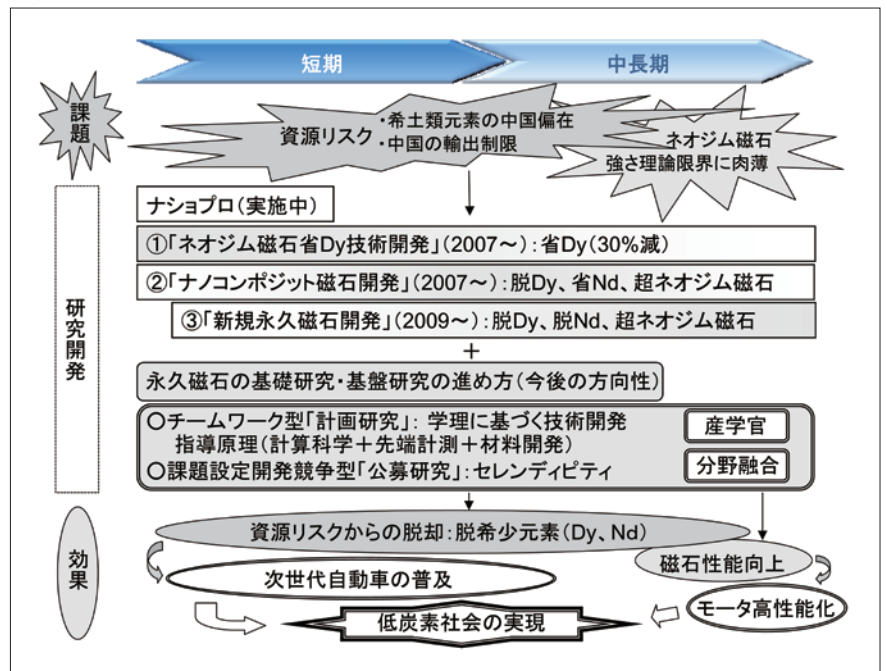 短期
中長期
課題
資源リスク
・希土類元素の中国偏在
・中国の輸出制限
ネオジム磁石
強さ理論限界に肉薄
研究開発
ナショプロ（実施中）
①「ネオジム磁石省Dy技術開発」（2007～）：省Dy（30%減）
②「ナノコンポジット磁石開発」（2007～）：脱Dy、省Nd、超ネオジム磁石
③「新規永久磁石開発」（2009～）：脱Dy、脱Nd、超ネオジム磁石
＋
永久磁石の基礎研究・基盤研究の進め方（今後の方向性）
○チームワーク型「計画研究」：学理に基づく技術開発
指導原理（計算科学＋先端計測＋材料開発）
○課題設定開発競争型「公募研究」：セレンディピティ
産学官
分野融合
効果
資源リスクからの脱却：脱希少元素（Dy、Nd）
磁石性能向上
次世代自動車の普及
モータ高性能化
低炭素社会の実現